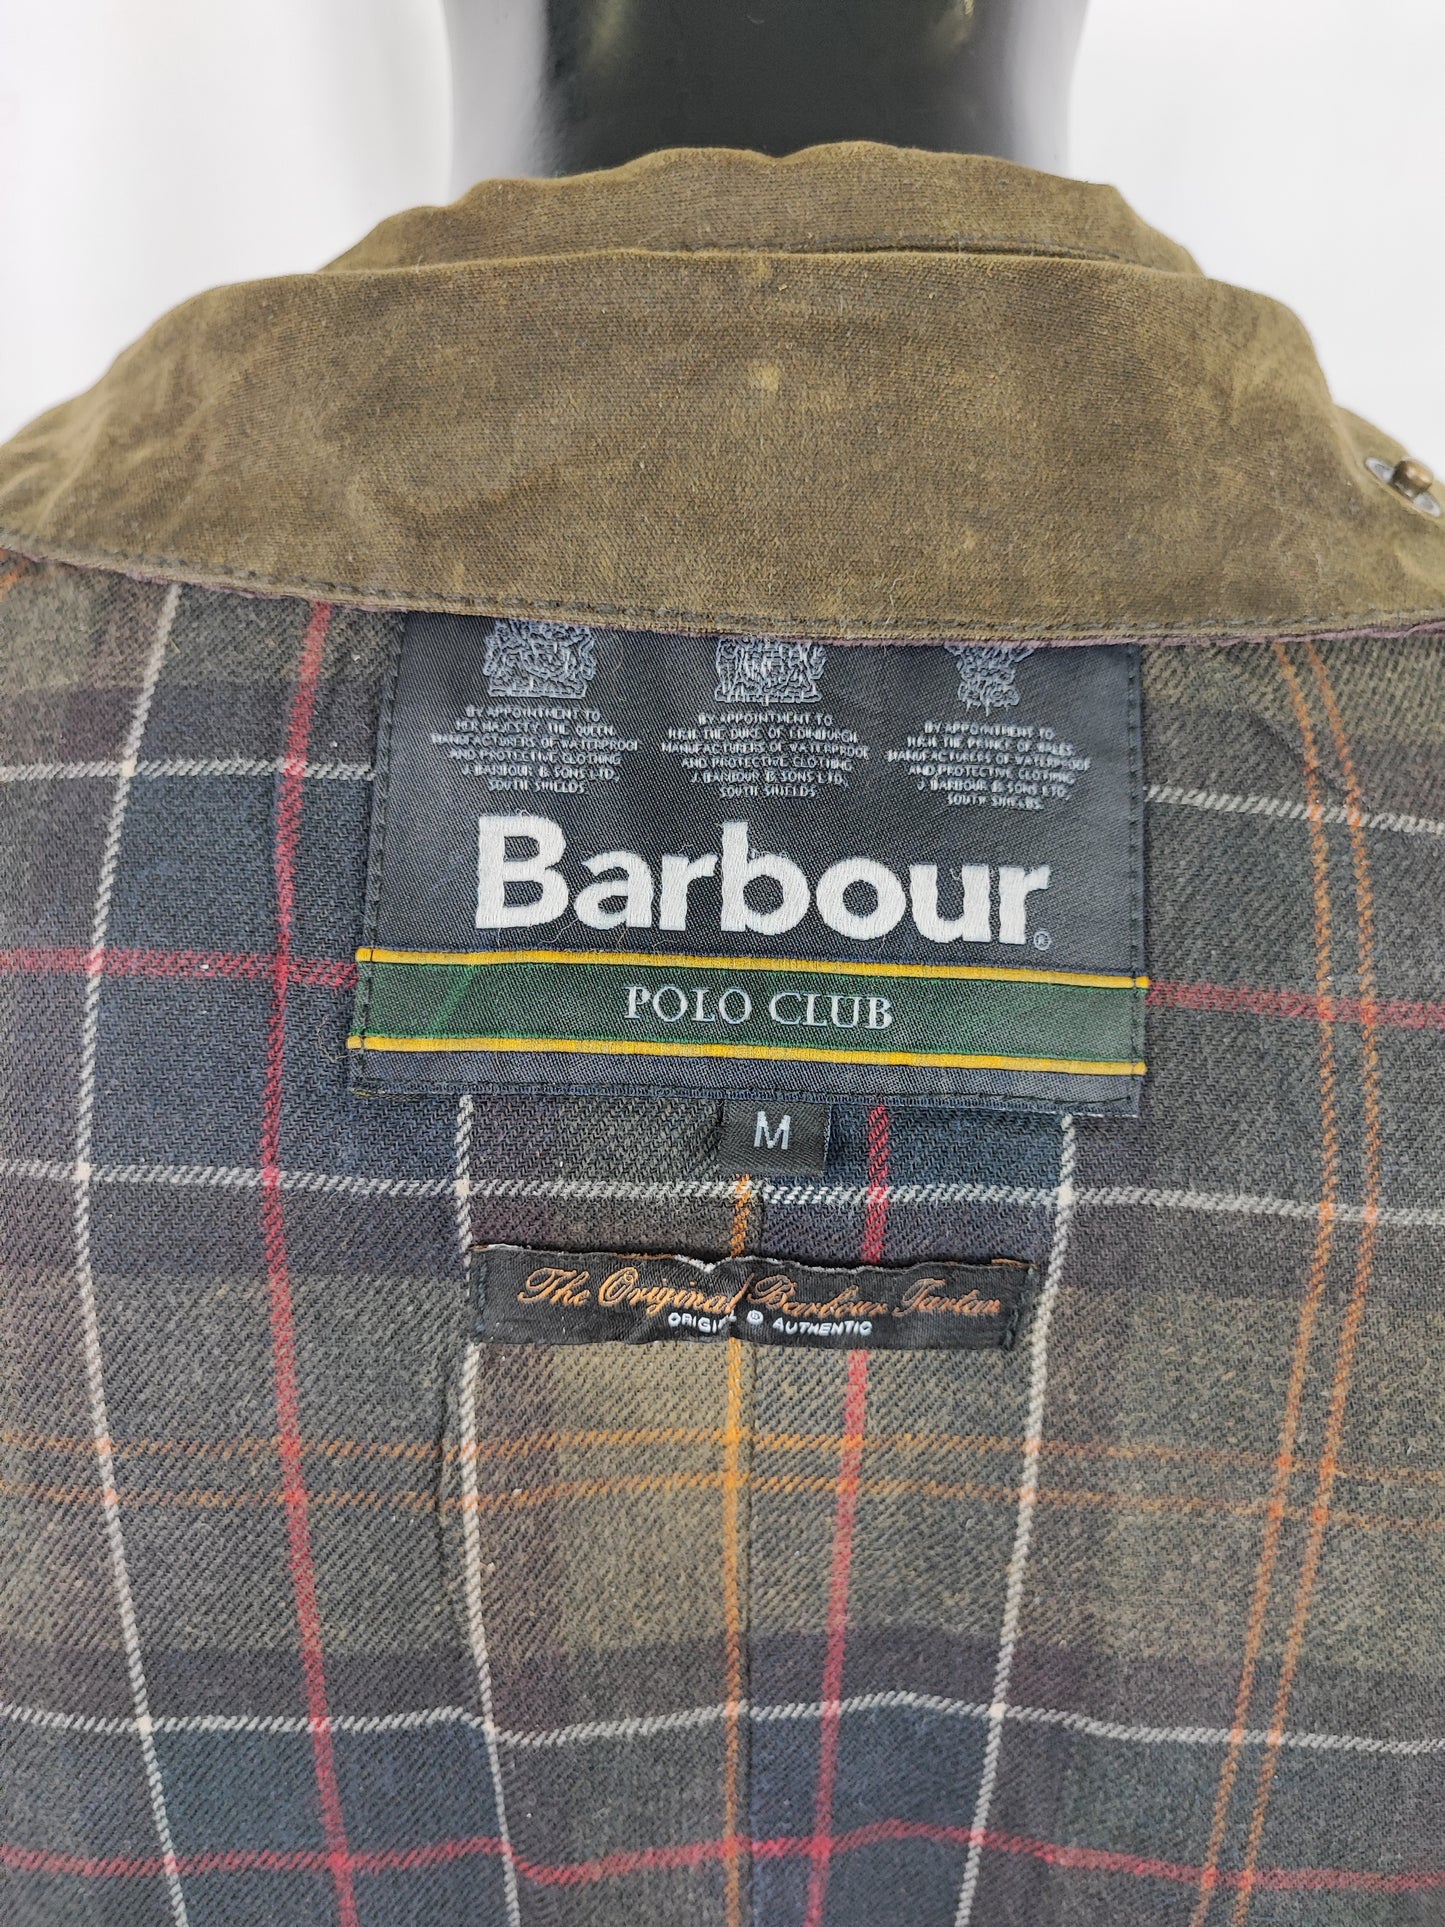 BY APPOINTMENT TO
HER MAJESTY THE QUEEN
MANUFACTURERS OF WATERPROOF
AND PROTECTIVE CLOTHING
J. BARBOUR & SONS LTD,
SOUTH SHIELDS
BY APPOINTMENT TO
H.R.H. THE DUKE OF EDINBURGH
MANUFACTURERS OF WATERPROOF
AND PROTECTIVE CLOTHING
J. BARBOUR & SONS LTD,
SOUTH SHIELDS
BY APPOINTMENT TO
H.R.H. THE PRINCE OF WALES
MANUFACTURERS OF WATERPROOF
AND PROTECTIVE CLOTHING
J. BARBOUR & SONS LTD,
SOUTH SHIELDS.
Barbour®
POLO CLUB
M
The Original Barbour Tartan
ORIGI & AUTHENTIC